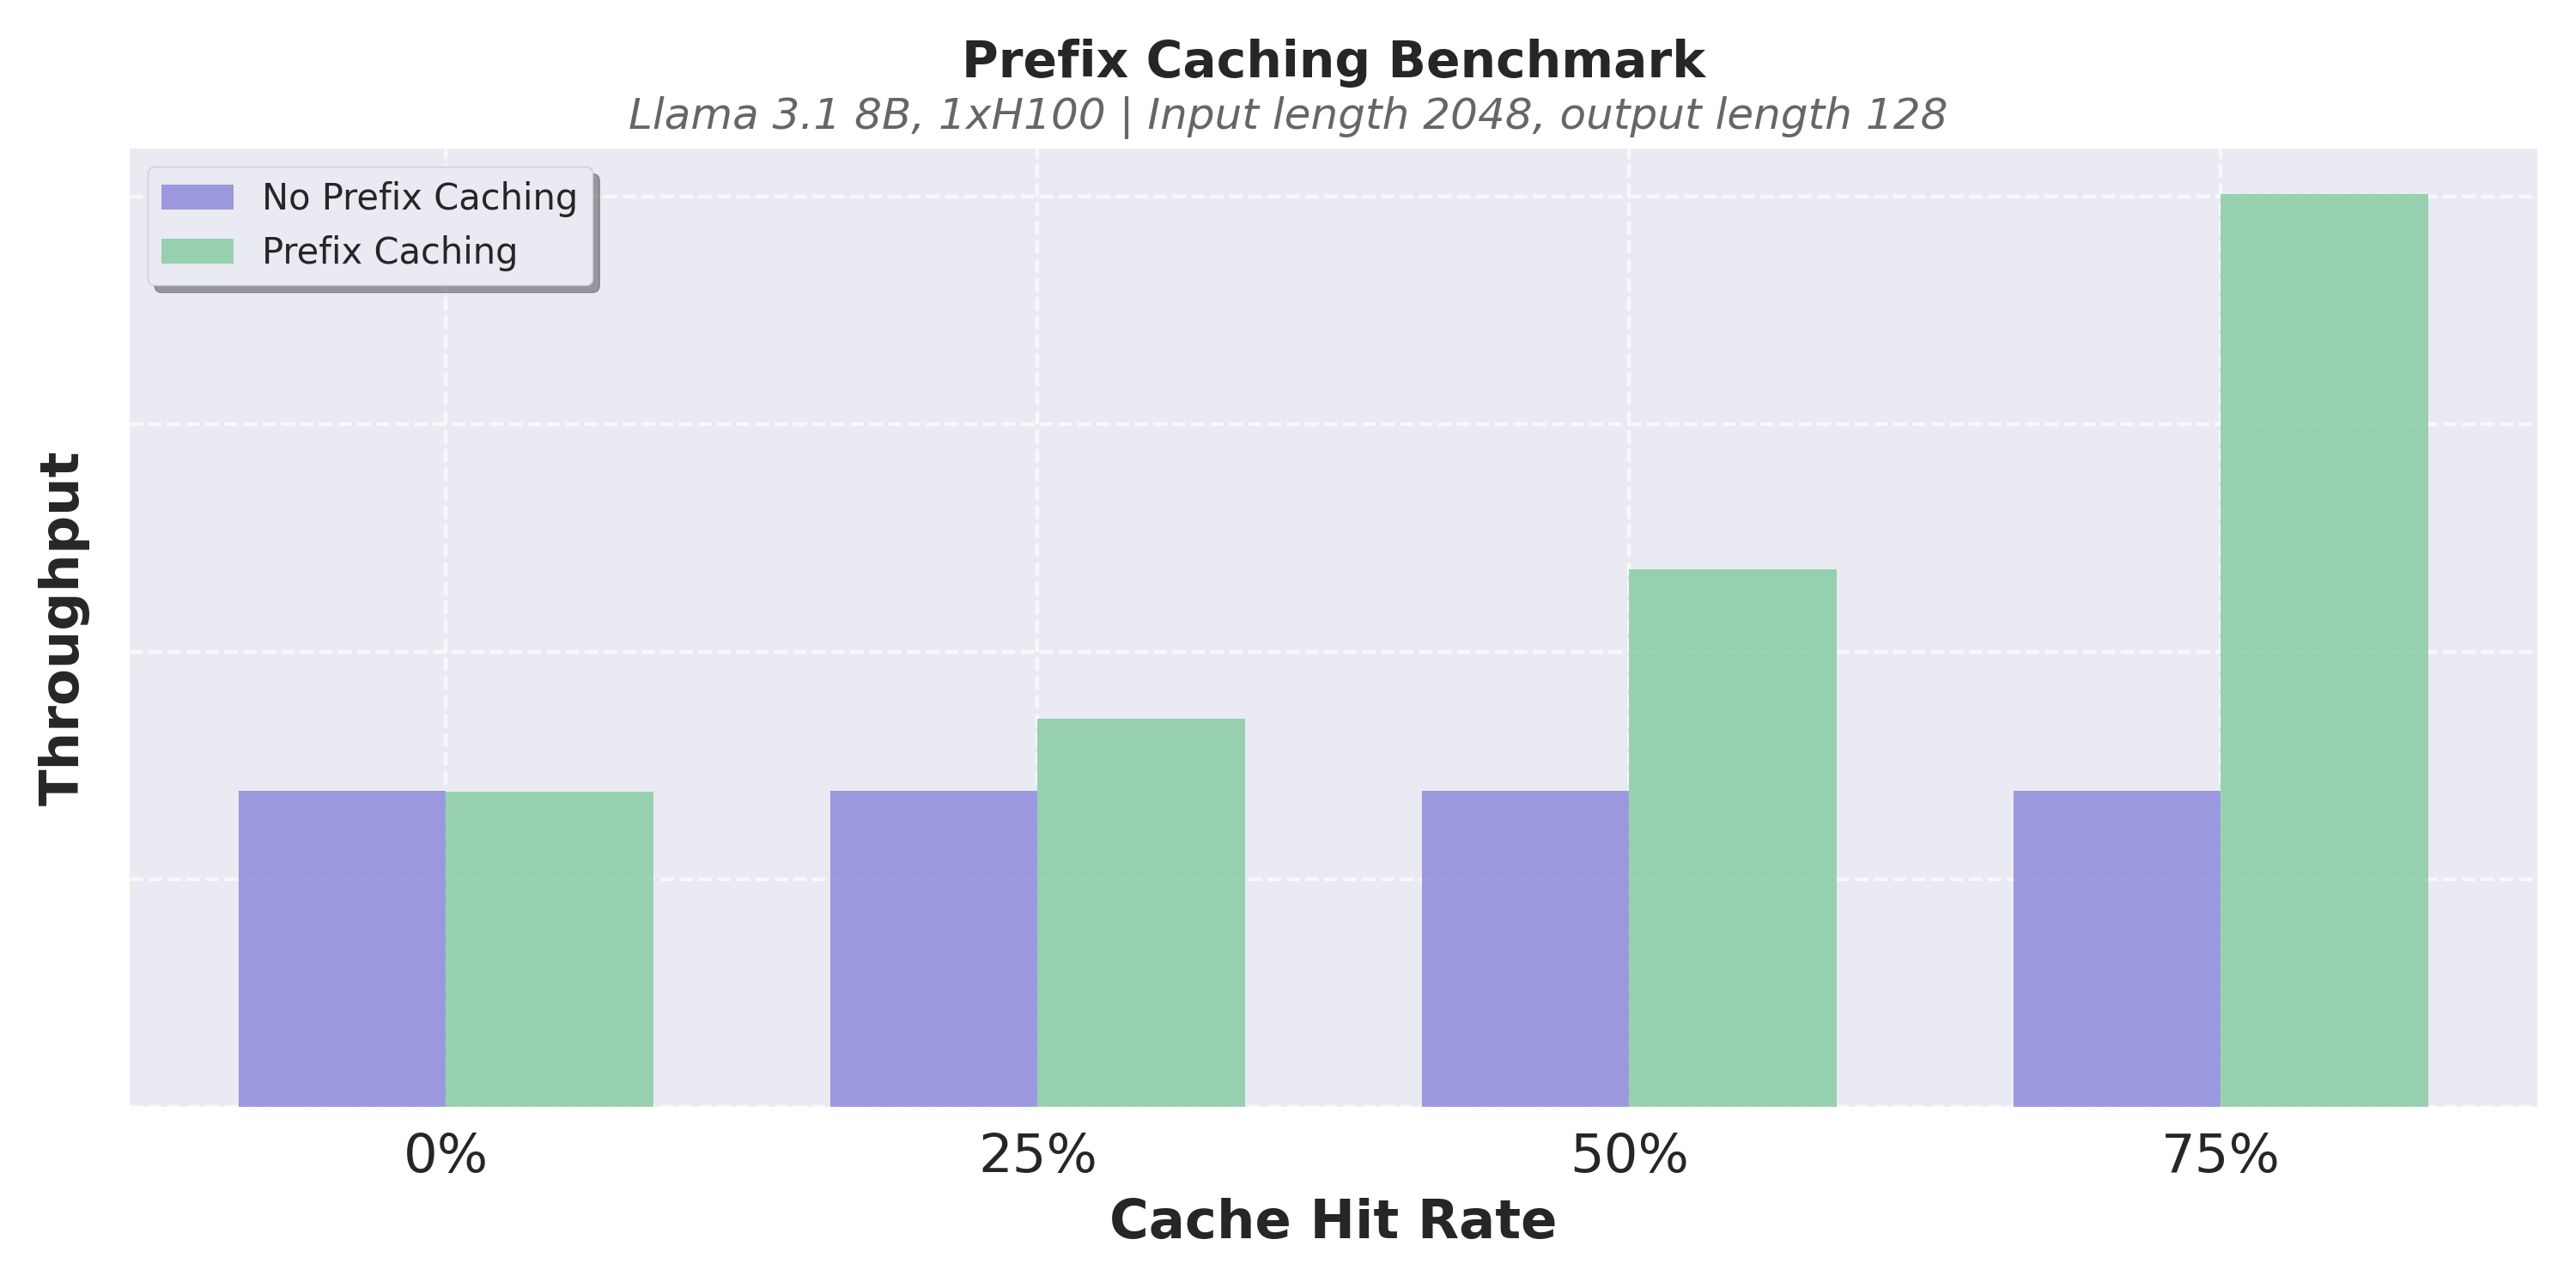 Prefix Caching Benchmark
Llama 3.1 8B, 1xH100 | Input length 2048, output length 128
No Prefix Caching
Prefix Caching
Throughput
0%
25%
50%
75%
Cache Hit Rate